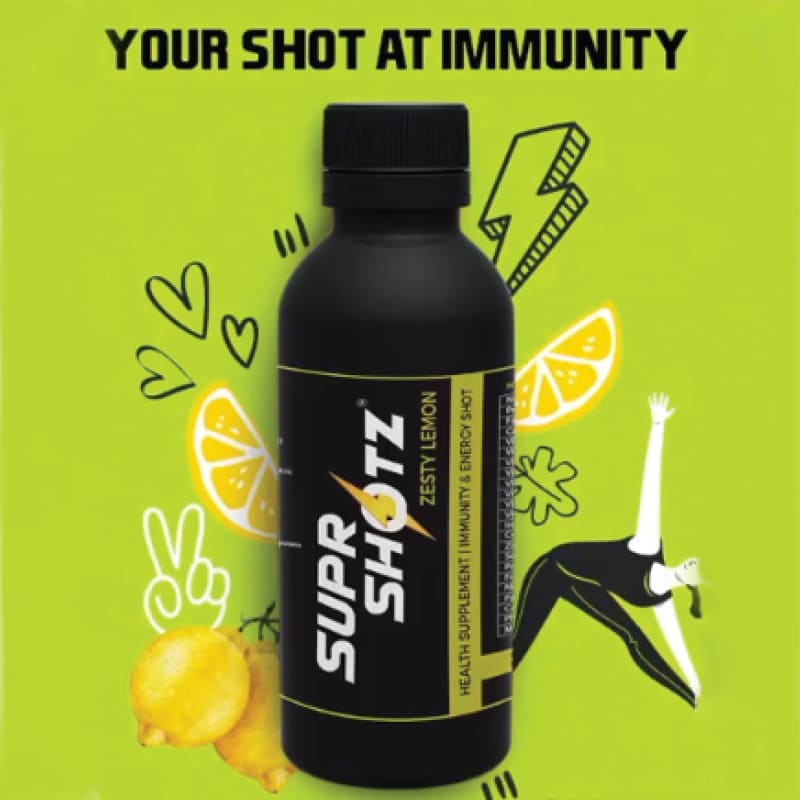 YOUR SHOT AT IMMUNITY
SUPR
SHOTZ®
ZESTY LEMON
HEALTH SUPPLEMENT | IMMUNITY & ENERGY SHOT